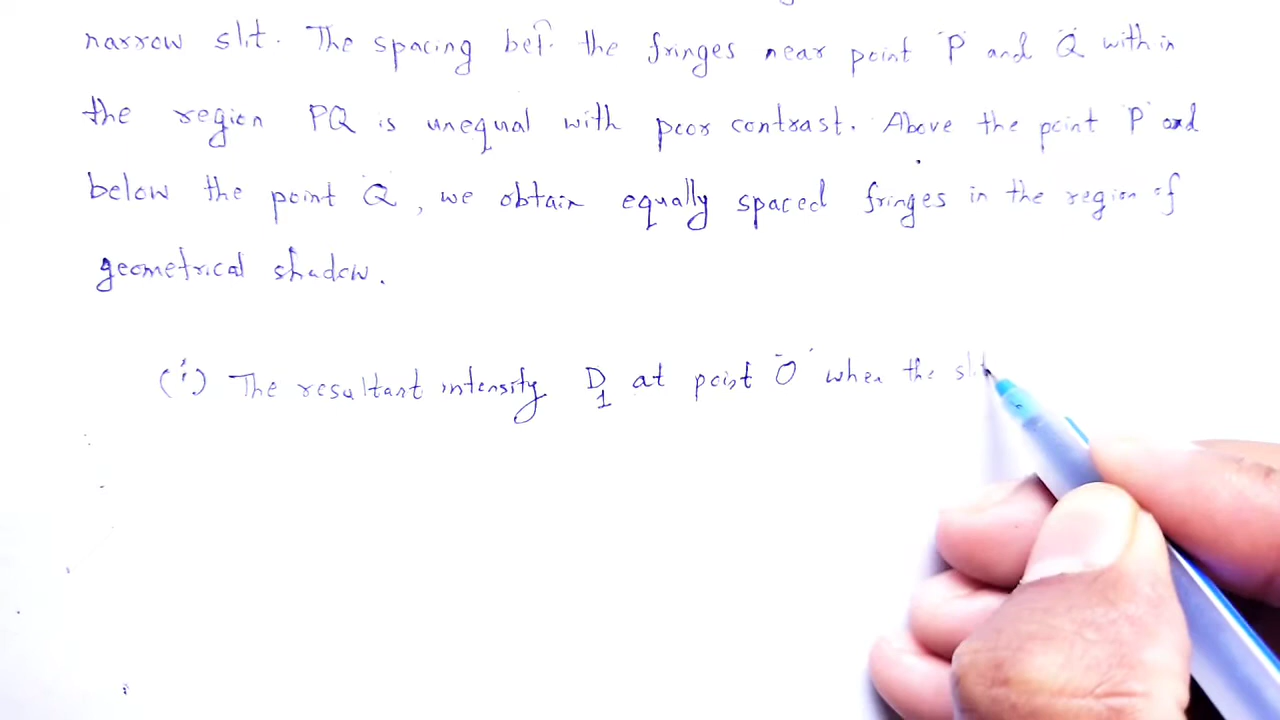 narrow slit. The spacing bet. the fringes near point 'P' and 'Q' within
the region PQ is unequal with poor contrast. Above the point 'P' and
below the point 'Q', we obtain equally spaced fringes in the region of
geometrical shadow.
(i) The resultant intensity D1 at point 'O' when the slit